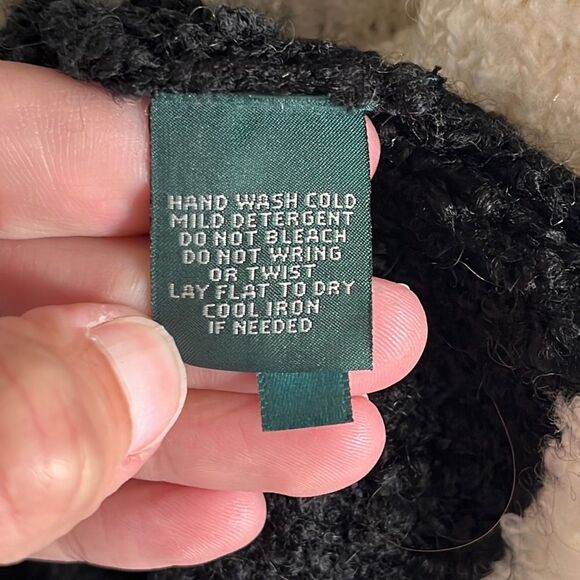 HAND WASH COLD
MILD DETERGENT
DO NOT BLEACH
DO NOT WRING
OR TWIST
LAY FLAT TO DRY
COOL IRON
IF NEEDED